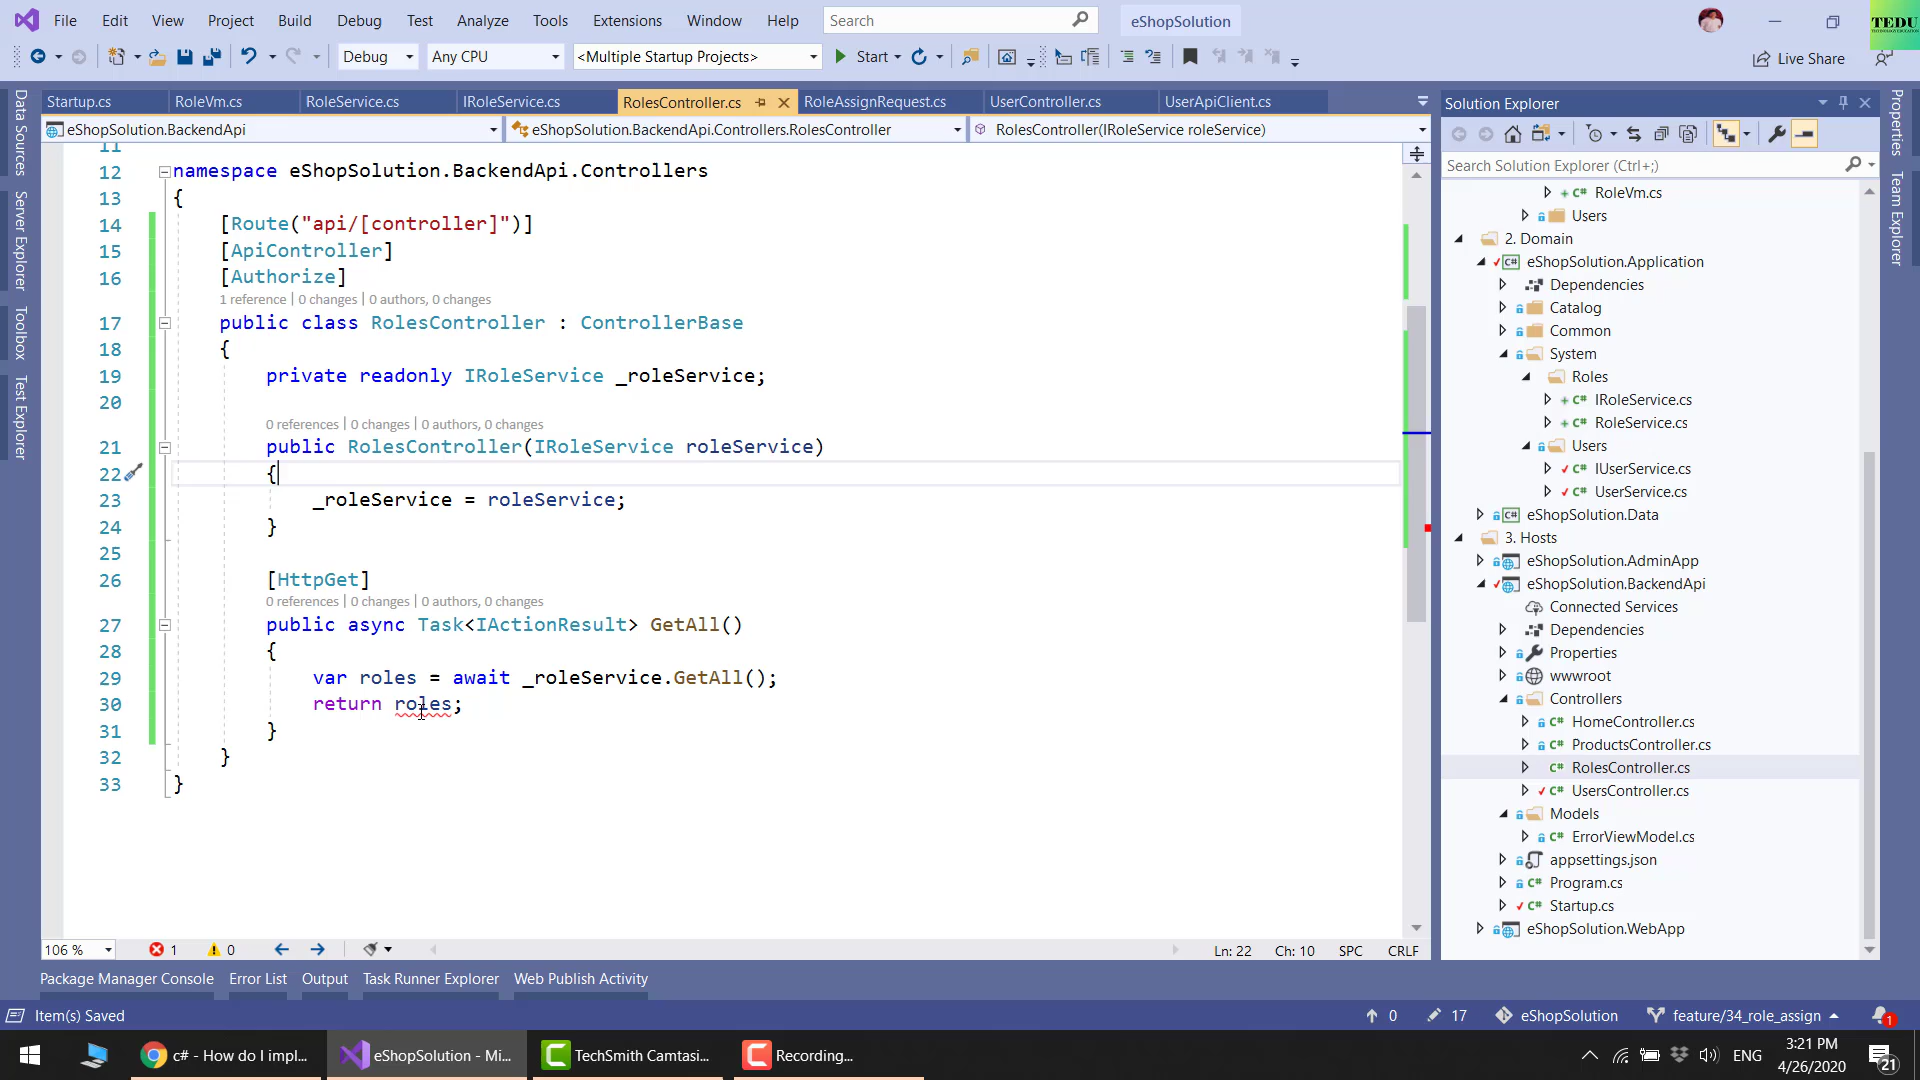 File Edit View Project Build Debug Test Analyze Tools Extensions Window Help Search eShopSolution
TEDU
Debug Any CPU <Multiple Startup Projects> Start Live Share
Startup.cs RoleVm.cs RoleService.cs IRoleService.cs RolesController.cs RoleAssignRequest.cs UserController.cs UserApiClient.cs
eShopSolution.BackendApi eShopSolution.BackendApi.Controllers.RolesController RolesController(IRoleService roleService)
Data Sources
Server Explorer
Toolbox
Test Explorer
11
12 namespace eShopSolution.BackendApi.Controllers
13 {
14 [Route("api/[controller]")]
15 [ApiController]
16 [Authorize]
1 reference | 0 changes | 0 authors, 0 changes
17 public class RolesController : ControllerBase
18 {
19 private readonly IRoleService _roleService;
20
0 references | 0 changes | 0 authors, 0 changes
21 public RolesController(IRoleService roleService)
22 {
23 _roleService = roleService;
24 }
25
26 [HttpGet]
0 references | 0 changes | 0 authors, 0 changes
27 public async Task<IActionResult> GetAll()
28 {
29 var roles = await _roleService.GetAll();
30 return roles;
31 }
32 }
33 }
106 % 1 0 Ln: 22 Ch: 10 SPC CRLF
Solution Explorer
Search Solution Explorer (Ctrl+;)
RoleVm.cs
Users
2. Domain
eShopSolution.Application
Dependencies
Catalog
Common
System
Roles
IRoleService.cs
RoleService.cs
Users
IUserService.cs
UserService.cs
eShopSolution.Data
3. Hosts
eShopSolution.AdminApp
eShopSolution.BackendApi
Connected Services
Dependencies
Properties
wwwroot
Controllers
HomeController.cs
ProductsController.cs
RolesController.cs
UsersController.cs
Models
ErrorViewModel.cs
appsettings.json
Program.cs
Startup.cs
eShopSolution.WebApp
Properties
Team Explorer
Package Manager Console Error List Output Task Runner Explorer Web Publish Activity
Item(s) Saved 0 17 eShopSolution feature/34_role_assign 1
c# - How do I impl... eShopSolution - Mi... TechSmith Camtasi... Recording... ENG 3:21 PM
4/26/2020 21